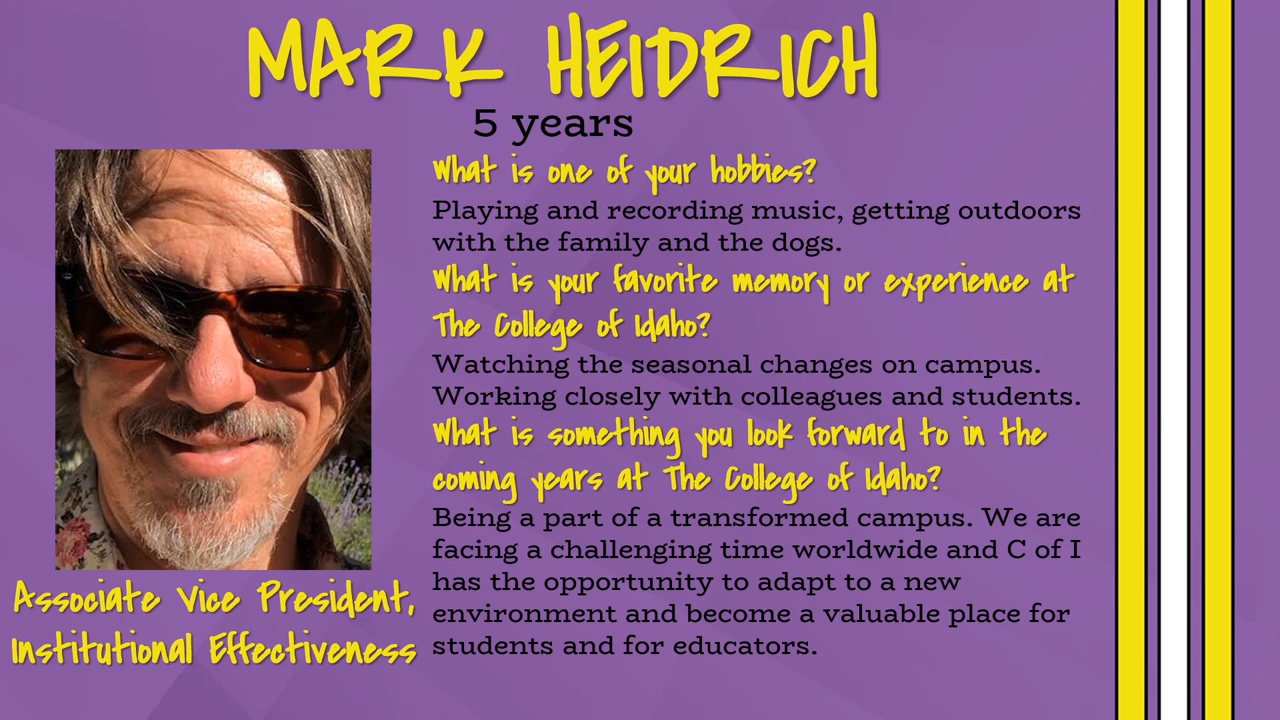 MARK HEIDRICH
5 years
What is one of your hobbies?
Playing and recording music, getting outdoors
with the family and the dogs.
What is your favorite memory or experience at
The College of Idaho?
Watching the seasonal changes on campus.
Working closely with colleagues and students.
What is something you look forward to in the
coming years at The College of Idaho?
Being a part of a transformed campus. We are
facing a challenging time worldwide and C of I
has the opportunity to adapt to a new
environment and become a valuable place for
students and for educators.
Associate Vice President,
Institutional Effectiveness